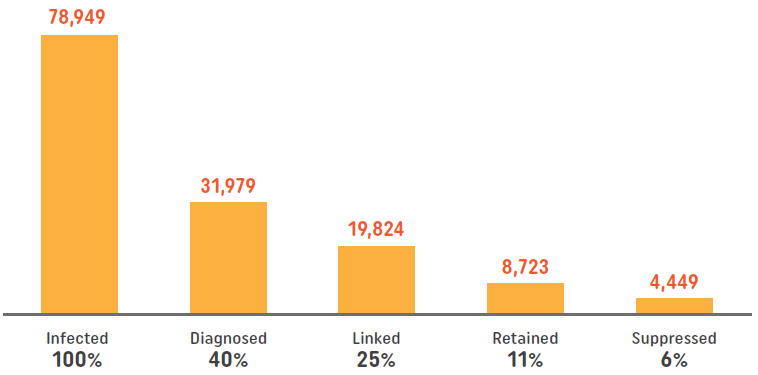 78,949
31,979
19,824
8,723
4,449
Infected Diagnosed Linked Retained Suppressed
100% 40% 25% 11% 6%